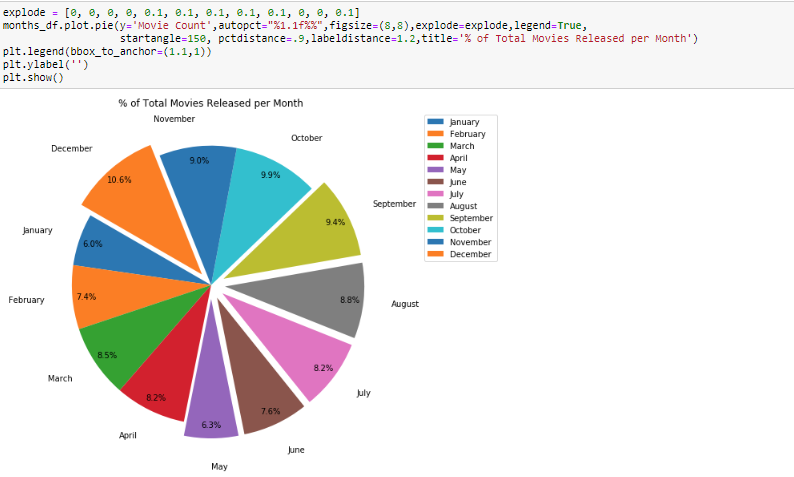 explode = [0, 0, 0, 0, 0.1, 0.1, 0.1, 0.1, 0.1, 0, 0, 0.1]
months_df.plot.pie(y='Movie Count',autopct="%1.1f%%",figsize=(8,8),explode=explode,legend=True,
startangle=150, pctdistance=.9,labeldistance=1.2,title='% of Total Movies Released per Month')
plt.legend(bbox_to_anchor=(1.1,1))
plt.ylabel('')
plt.show()
% of Total Movies Released per Month
January
February
March
April
May
June
July
August
September
October
November
December
January
February
March
April
May
June
July
August
September
October
November
December
6.0%
7.4%
8.5%
8.2%
6.3%
7.6%
8.2%
8.8%
9.4%
9.9%
9.0%
10.6%